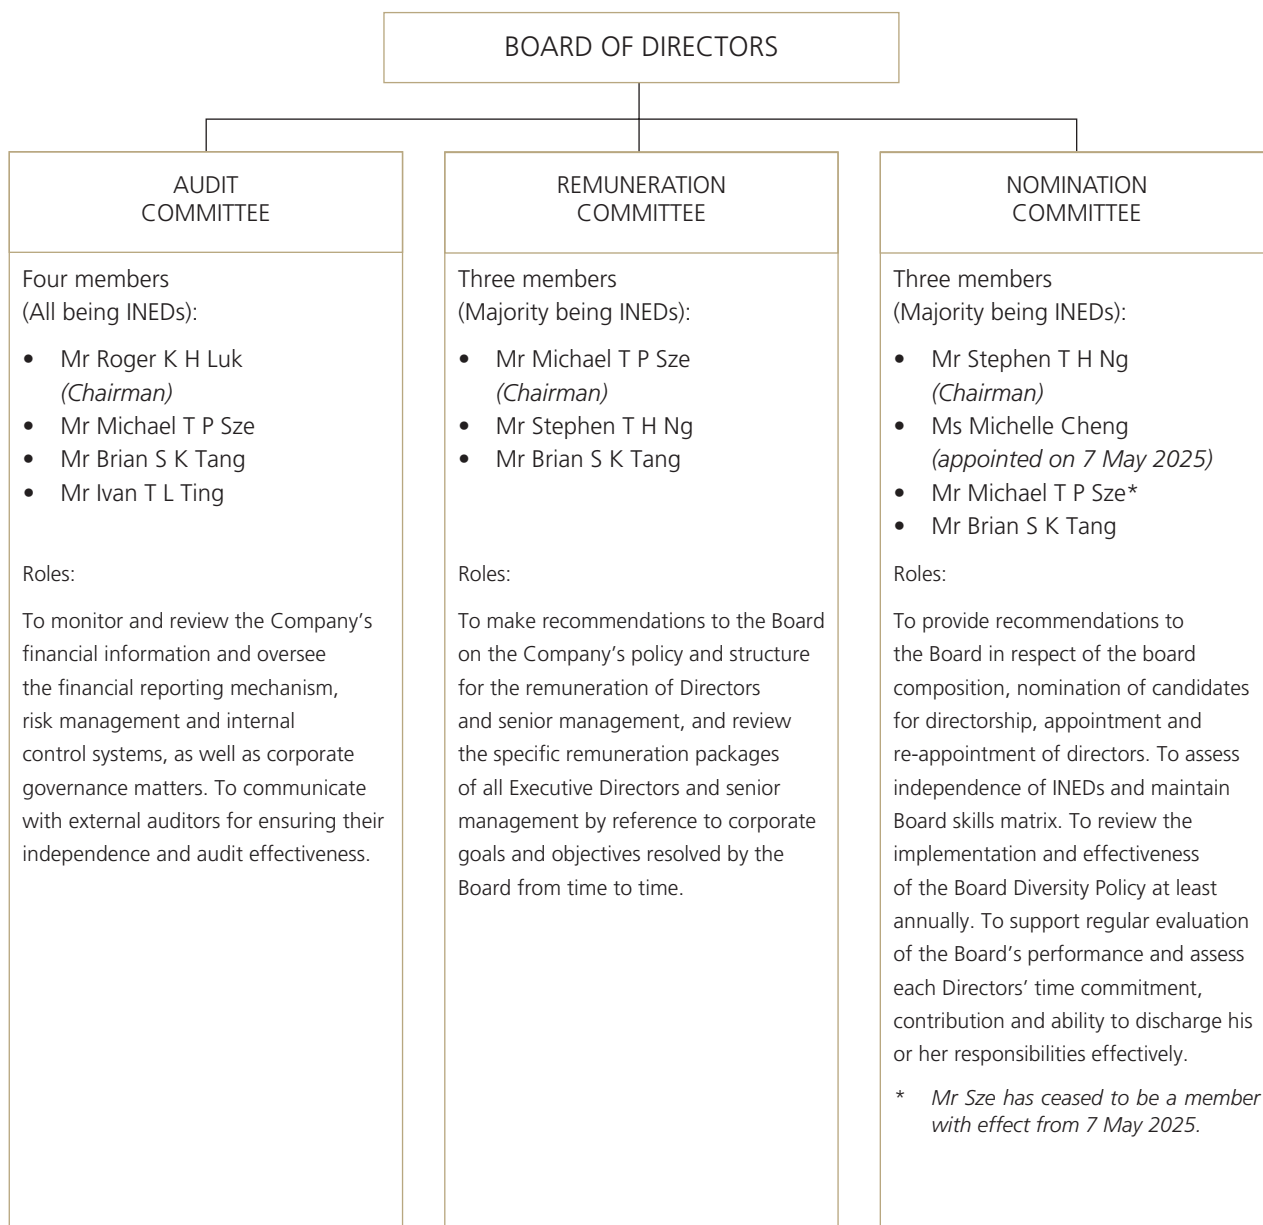 BOARD OF DIRECTORS
AUDIT
COMMITTEE
Four members
(All being INEDs):
• Mr Roger K H Luk
(Chairman)
• Mr Michael T P Sze
• Mr Brian S K Tang
• Mr Ivan T L Ting
Roles:
To monitor and review the Company’s
financial information and oversee
the financial reporting mechanism,
risk management and internal
control systems, as well as corporate
governance matters. To communicate
with external auditors for ensuring their
independence and audit effectiveness.
REMUNERATION
COMMITTEE
Three members
(Majority being INEDs):
• Mr Michael T P Sze
(Chairman)
• Mr Stephen T H Ng
• Mr Brian S K Tang
Roles:
To make recommendations to the Board
on the Company’s policy and structure
for the remuneration of Directors
and senior management, and review
the specific remuneration packages
of all Executive Directors and senior
management by reference to corporate
goals and objectives resolved by the
Board from time to time.
NOMINATION
COMMITTEE
Three members
(Majority being INEDs):
• Mr Stephen T H Ng
(Chairman)
• Ms Michelle Cheng
(appointed on 7 May 2025)
• Mr Michael T P Sze*
• Mr Brian S K Tang
Roles:
To provide recommendations to
the Board in respect of the board
composition, nomination of candidates
for directorship, appointment and
re-appointment of directors. To assess
independence of INEDs and maintain
Board skills matrix. To review the
implementation and effectiveness
of the Board Diversity Policy at least
annually. To support regular evaluation
of the Board’s performance and assess
each Directors’ time commitment,
contribution and ability to discharge his
or her responsibilities effectively.
* Mr Sze has ceased to be a member
with effect from 7 May 2025.